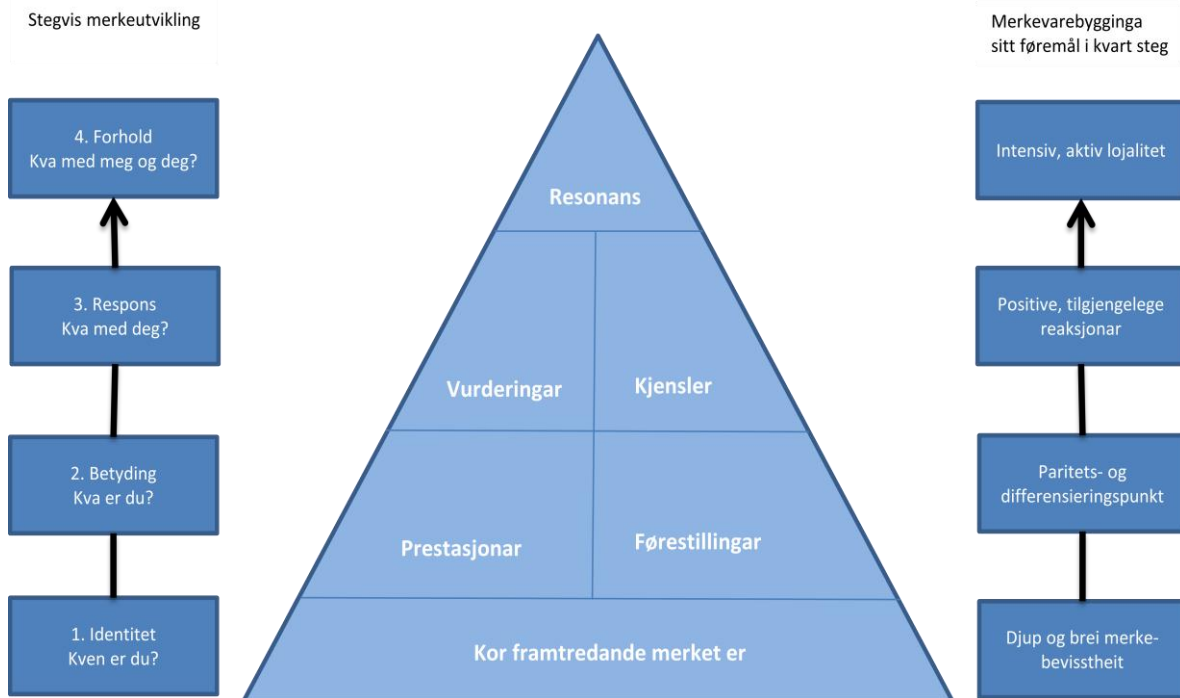 Stegvis merkeutvikling
Merkevarebygginga
sitt føremål i kvart steg
4. Forhold
Kva med meg og deg?
Resonans
Intensiv, aktiv lojalitet
3. Respons
Kva med deg?
Vurderingar
Kjensler
Positive, tilgjengelege
reaksjonar
2. Betyding
Kva er du?
Prestasjonar
Førestillingar
Paritets- og
differensieringspunkt
1. Identitet
Kven er du?
Kor framtredande merket er
Djup og brei merke-
bevisstheit